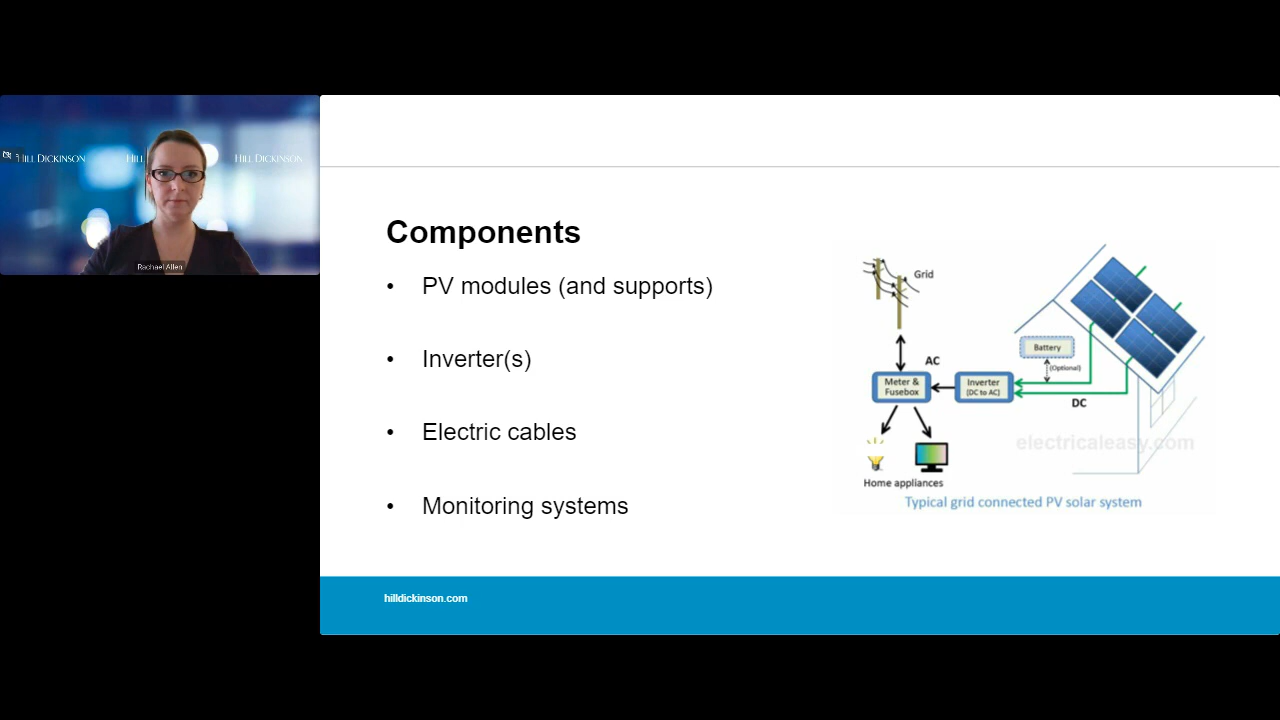 HILL DICKINSON
HILL
HILL DICKINSON
Rachael Allen
Components
• PV modules (and supports)
• Inverter(s)
• Electric cables
• Monitoring systems
Grid
Battery
(Optional)
AC
Meter &
Fusebox
Inverter
[DC to AC]
DC
electricaleasy.com
Home appliances
Typical grid connected PV solar system
hilldickinson.com